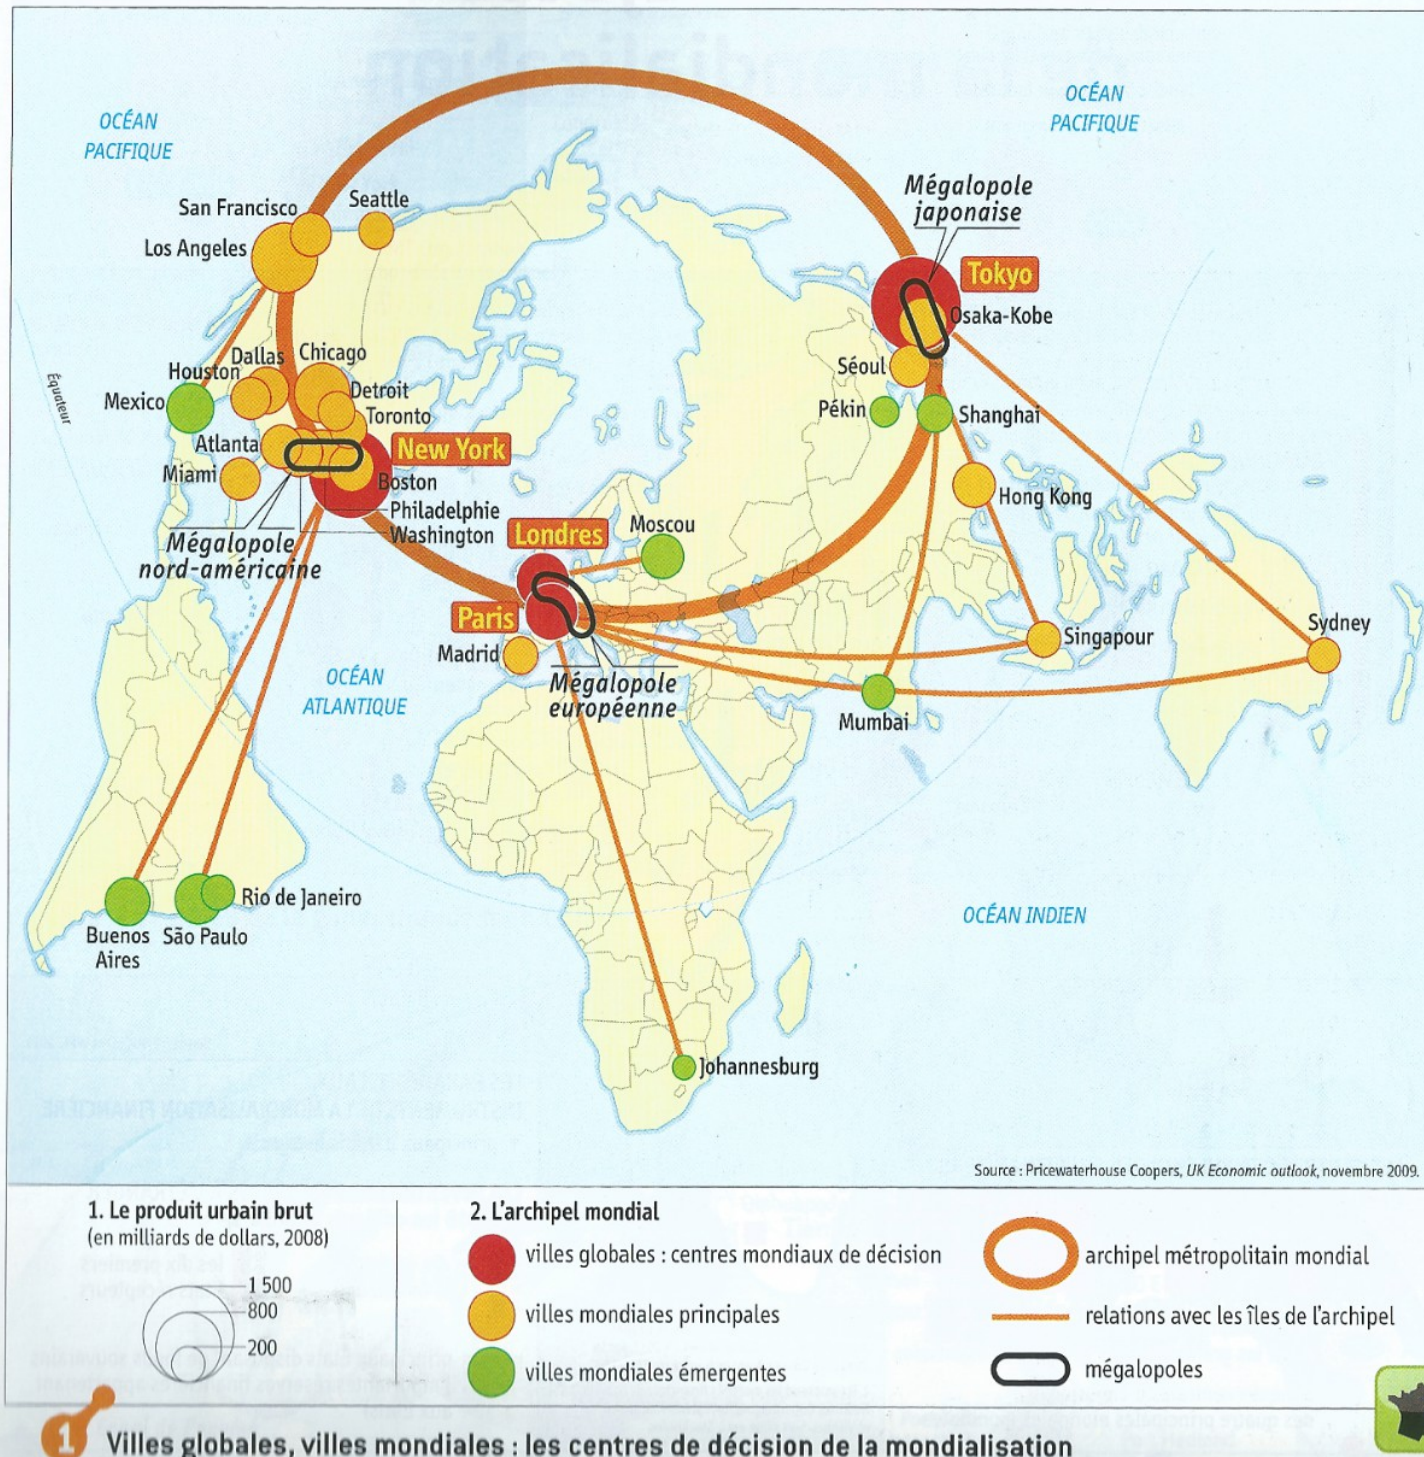 OCÉAN
PACIFIQUE
OCÉAN
PACIFIQUE
Mégalopole
japonaise
San Francisco
Seattle
Los Angeles
Tokyo
Osaka-Kobe
Équateur
Dallas
Chicago
Houston
Detroit
Séoul
Mexico
Toronto
Pékin
Shanghai
Atlanta
New York
Miami
Boston
Hong Kong
Philadelphie
Washington
Londres
Moscou
Mégalopole
nord-américaine
Paris
Madrid
Singapour
Sydney
OCÉAN
ATLANTIQUE
Mégalopole
européenne
Mumbai
Rio de Janeiro
Buenos
Aires
São Paulo
OCÉAN INDIEN
Johannesburg
Source : Pricewaterhouse Coopers, UK Economic outlook, novembre 2009.
1. Le produit urbain brut
(en milliards de dollars, 2008)
1 500
800
200
2. L'archipel mondial
villes globales : centres mondiaux de décision
villes mondiales principales
villes mondiales émergentes
archipel métropolitain mondial
relations avec les îles de l'archipel
mégalopoles
1 Villes globales, villes mondiales : les centres de décision de la mondialisation